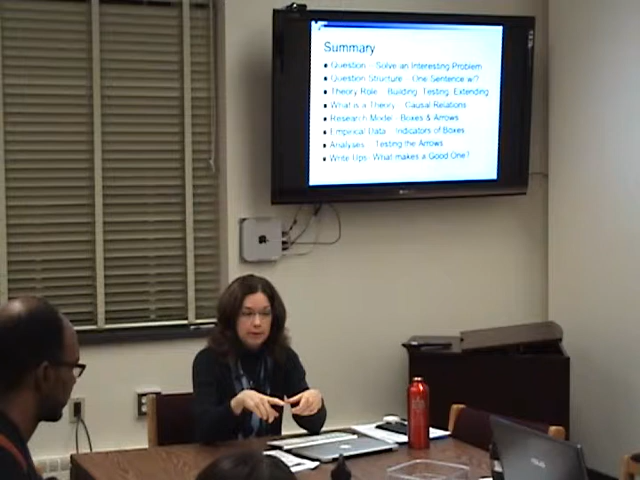 Summary
Question Solve an Interesting Problem
Question Structure One Sentence w/?
Theory Role Building, Testing, Extending
What is a Theory Causal Relations
Research Model Boxes & Arrows
Empirical Data Indicators of Boxes
Analyses Testing the Arrows
Write Ups: What makes a Good One?
ASUS